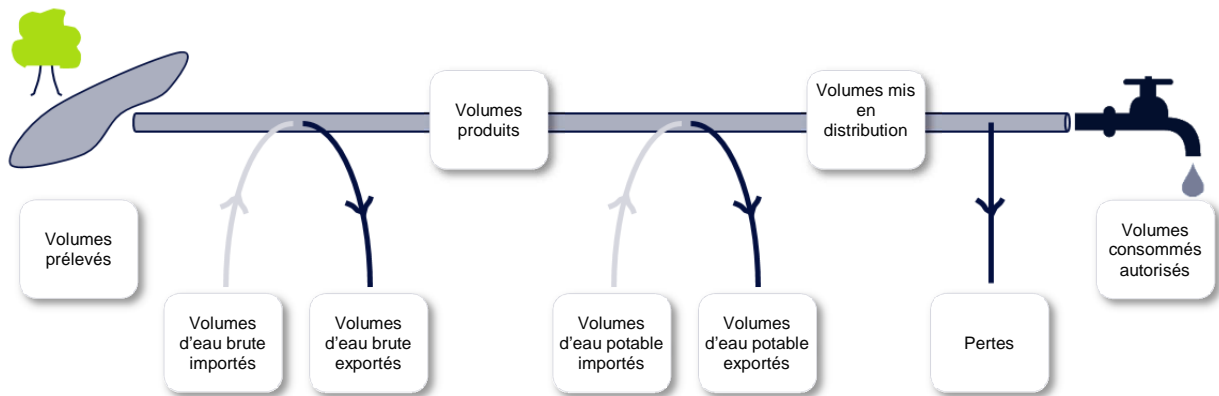 Volumes
prélevés
Volumes
d'eau brute
importés
Volumes
d'eau brute
exportés
Volumes
produits
Volumes
d'eau potable
importés
Volumes
d'eau potable
exportés
Volumes mis
en
distribution
Pertes
Volumes
consommés
autorisés